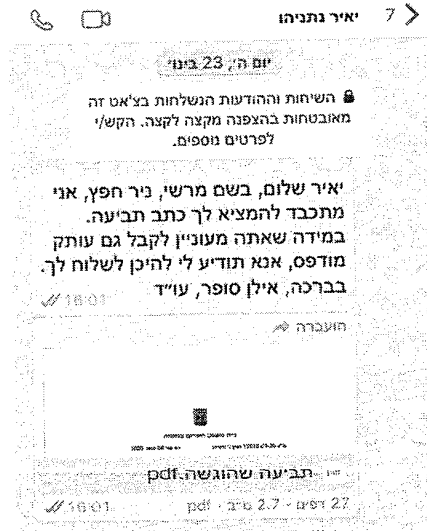 יאיר נתניהו
7
יום ה׳, 23 בינו׳
השיחות וההודעות הנשלחות בצ׳אט זה
מאובטחות בהצפנה מקצה לקצה. הקש/י
לפרטים נוספים.
יאיר שלום, בשם מרשי, ניר חפץ, אני
מתכבד להמציא לך כתב תביעה.
במידה שאתה מעוניין לקבל גם עותק
מודפס, אנא תודיע לי להיכן לשלוח לך.
בברכה, אילן סופר, עו״ד
16:01
הועברה
תביעה שהוגשה.pdf
27 דפים · 2.7 מ״ב · pdf
16:01